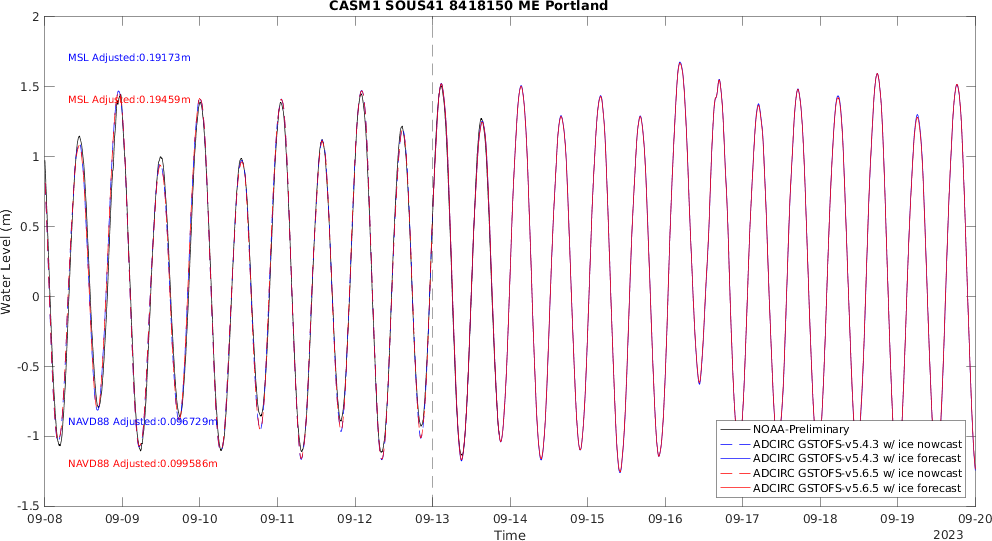 CASM1 SOUS41 8418150 ME Portland
2
1.5
1
0.5
0
-0.5
-1
-1.5
Water Level (m)
MSL Adjusted:0.19173m
MSL Adjusted:0.19459m
NAVD88 Adjusted:0.096729m
NAVD88 Adjusted:0.099586m
NOAA-Preliminary
ADCIRC GSTOFS-v5.4.3 w/ ice nowcast
ADCIRC GSTOFS-v5.4.3 w/ ice forecast
ADCIRC GSTOFS-v5.6.5 w/ ice nowcast
ADCIRC GSTOFS-v5.6.5 w/ ice forecast
09-08 09-09 09-10 09-11 09-12 09-13 09-14 09-15 09-16 09-17 09-18 09-19 09-20
Time
2023